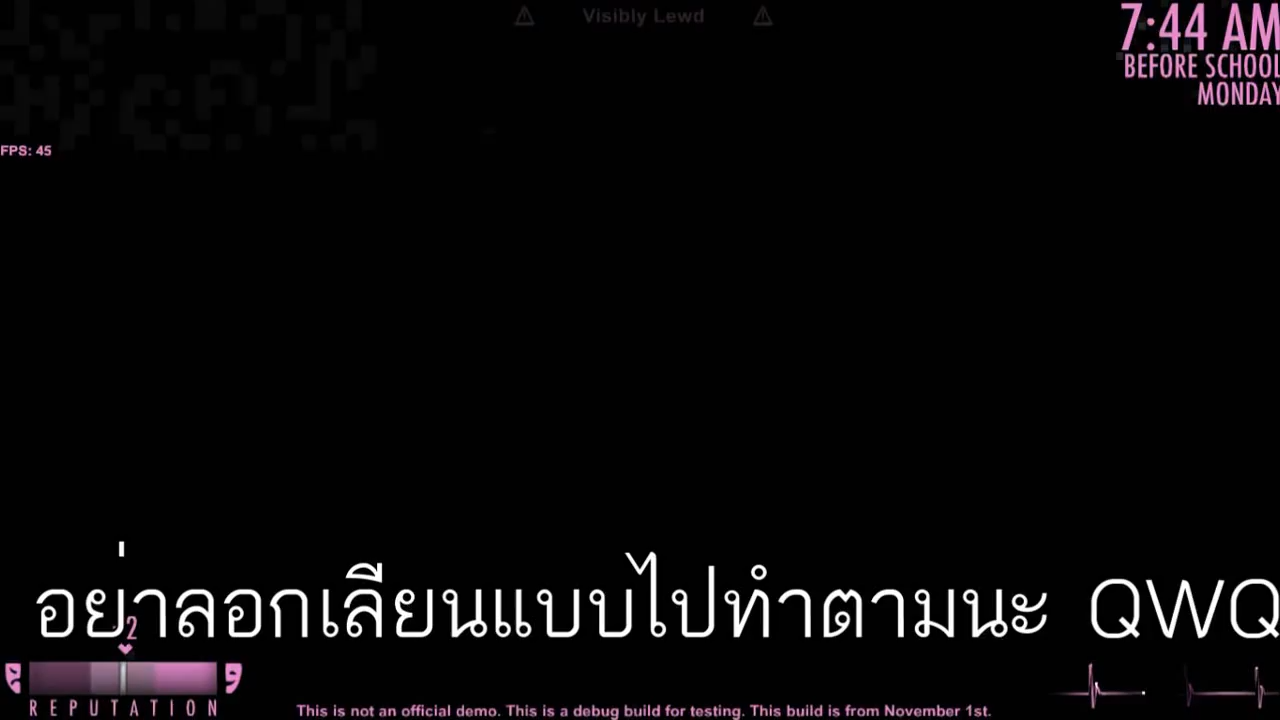 Visibly Lewd
7:44 AM
BEFORE SCHOOL
MONDAY
FPS: 45
อย่าลอกเลียนแบบไปทำตามนะ QWQ
2
REPUTATION
This is not an official demo. This is a debug build for testing. This build is from November 1st.